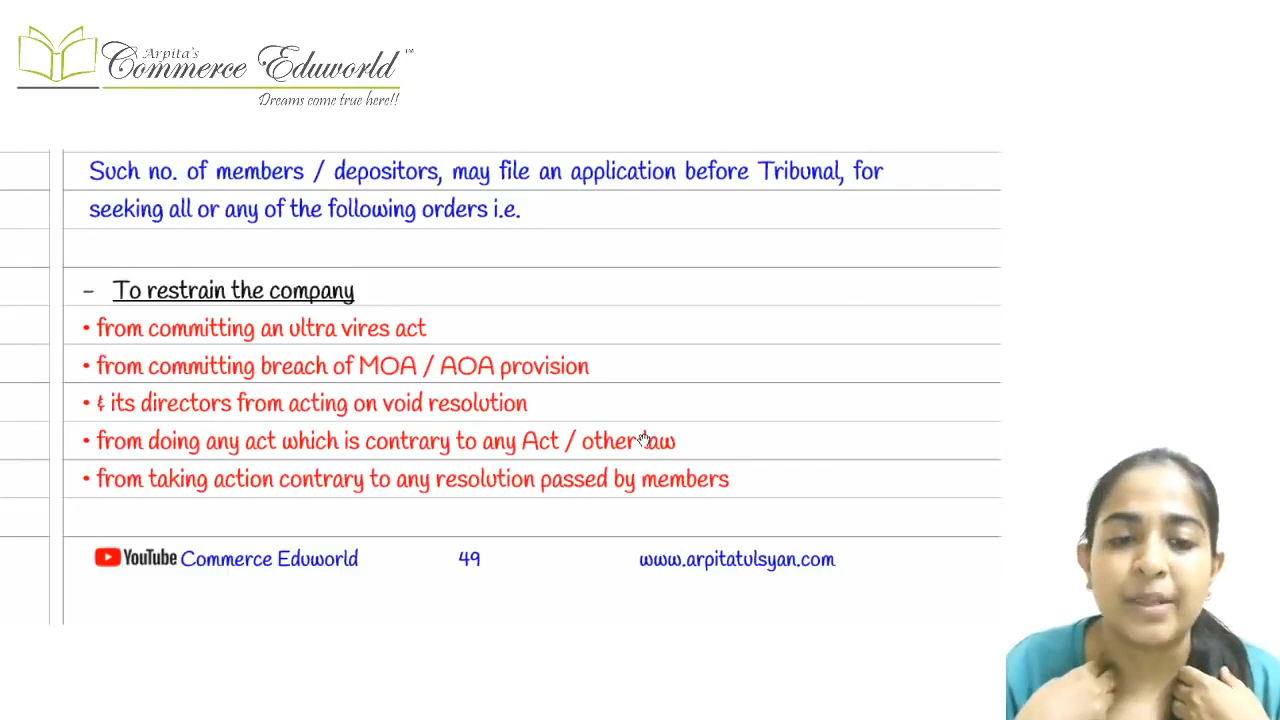 Arpita's
Commerce Eduworld™
Dreams come true here!!
Such no. of members / depositors, may file an application before Tribunal, for
seeking all or any of the following orders i.e.
- To restrain the company
• from committing an ultra vires act
• from committing breach of MOA / AOA provision
• & its directors from acting on void resolution
• from doing any act which is contrary to any Act / other law
• from taking action contrary to any resolution passed by members
YouTube Commerce Eduworld 49 www.arpitatulsyan.com